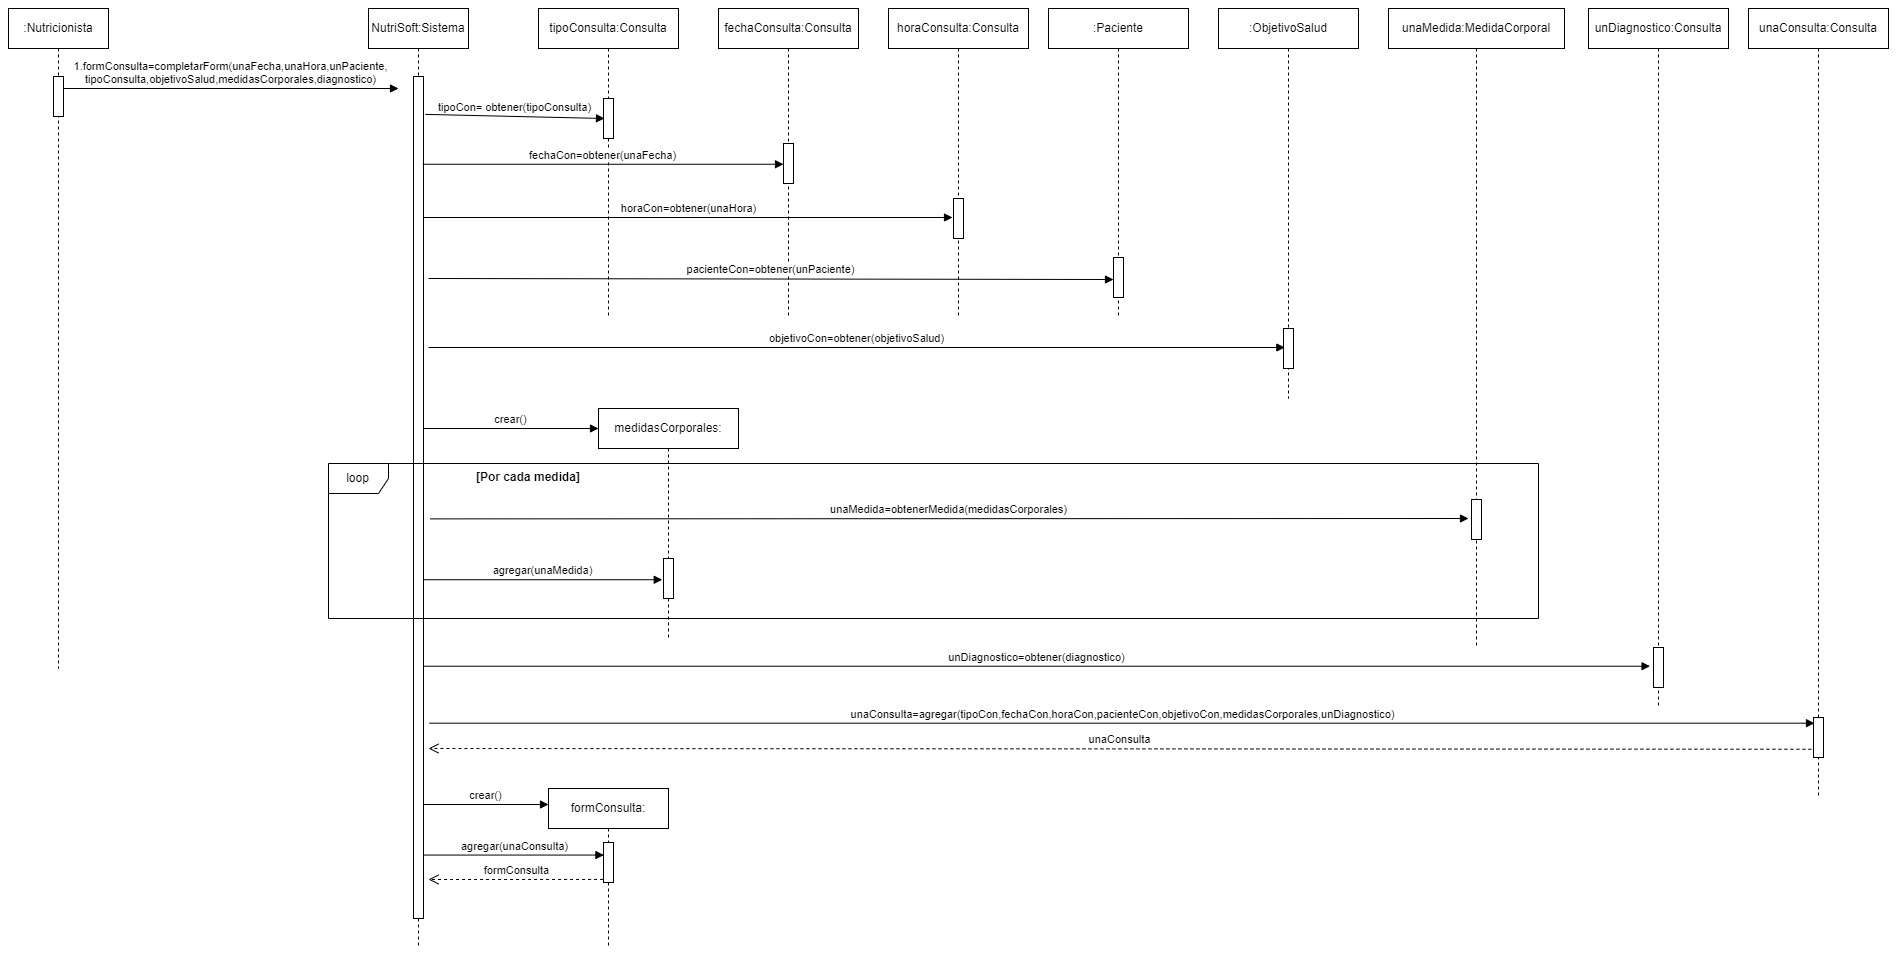 :Nutricionista
NutriSoft:Sistema
tipoConsulta:Consulta
fechaConsulta:Consulta
horaConsulta:Consulta
:Paciente
:ObjetivoSalud
unaMedida:MedidaCorporal
unDiagnostico:Consulta
unaConsulta:Consulta
1.formConsulta=completarForm(unaFecha,unaHora,unPaciente,
tipoConsulta,objetivoSalud,medidasCorporales,diagnostico)
tipoCon= obtener(tipoConsulta)
fechaCon=obtener(unaFecha)
horaCon=obtener(unaHora)
pacienteCon=obtener(unPaciente)
objetivoCon=obtener(objetivoSalud)
crear()
medidasCorporales:
loop
[Por cada medida]
unaMedida=obtenerMedida(medidasCorporales)
agregar(unaMedida)
unDiagnostico=obtener(diagnostico)
unaConsulta=agregar(tipoCon,fechaCon,horaCon,pacienteCon,objetivoCon,medidasCorporales,unDiagnostico)
unaConsulta
crear()
formConsulta:
agregar(unaConsulta)
formConsulta